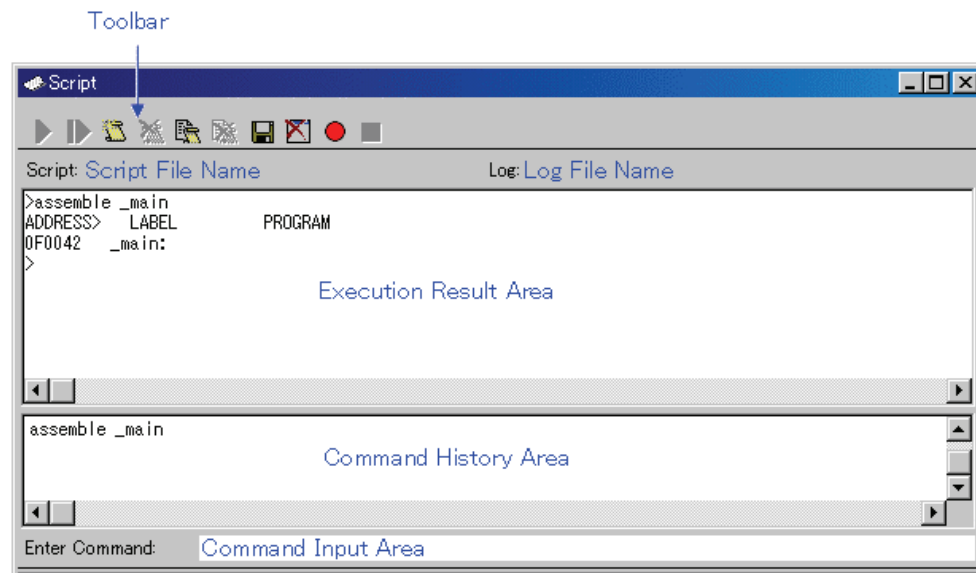 Toolbar
Script
Script: Script File Name Log: Log File Name
>assemble _main
ADDRESS> LABEL PROGRAM
0F0042 _main:
>
Execution Result Area
assemble _main
Command History Area
Enter Command: Command Input Area